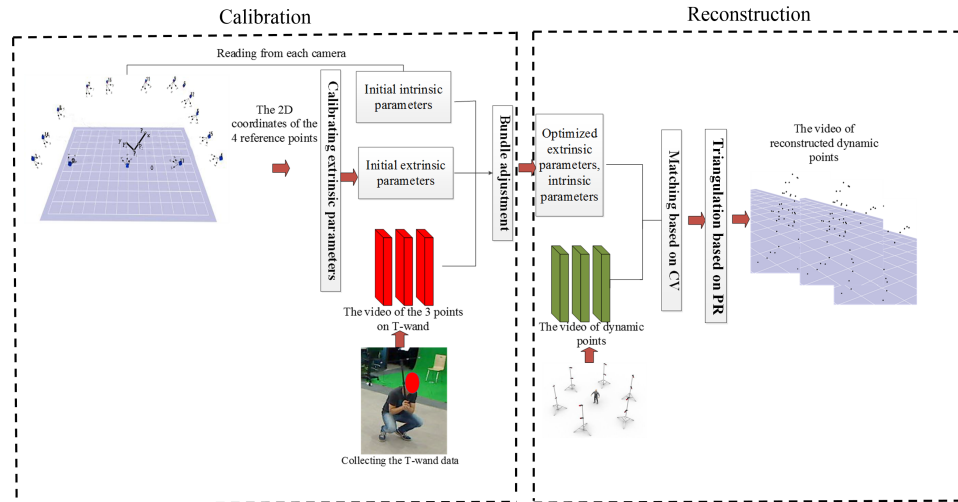 Calibration
Reconstruction
Reading from each camera
The 2D
coordinates of the
4 reference points
Calibrating extrinsic
parameters
Initial intrinsic
parameters
Initial extrinsic
parameters
The video of the 3 points
on T-wand
Collecting the T-wand data
Bundle adjustment
Optimized
extrinsic
parameters,
intrinsic
parameters
The video of dynamic
points
Matching based on CV
Triangulation based on PR
The video of
reconstructed dynamic
points